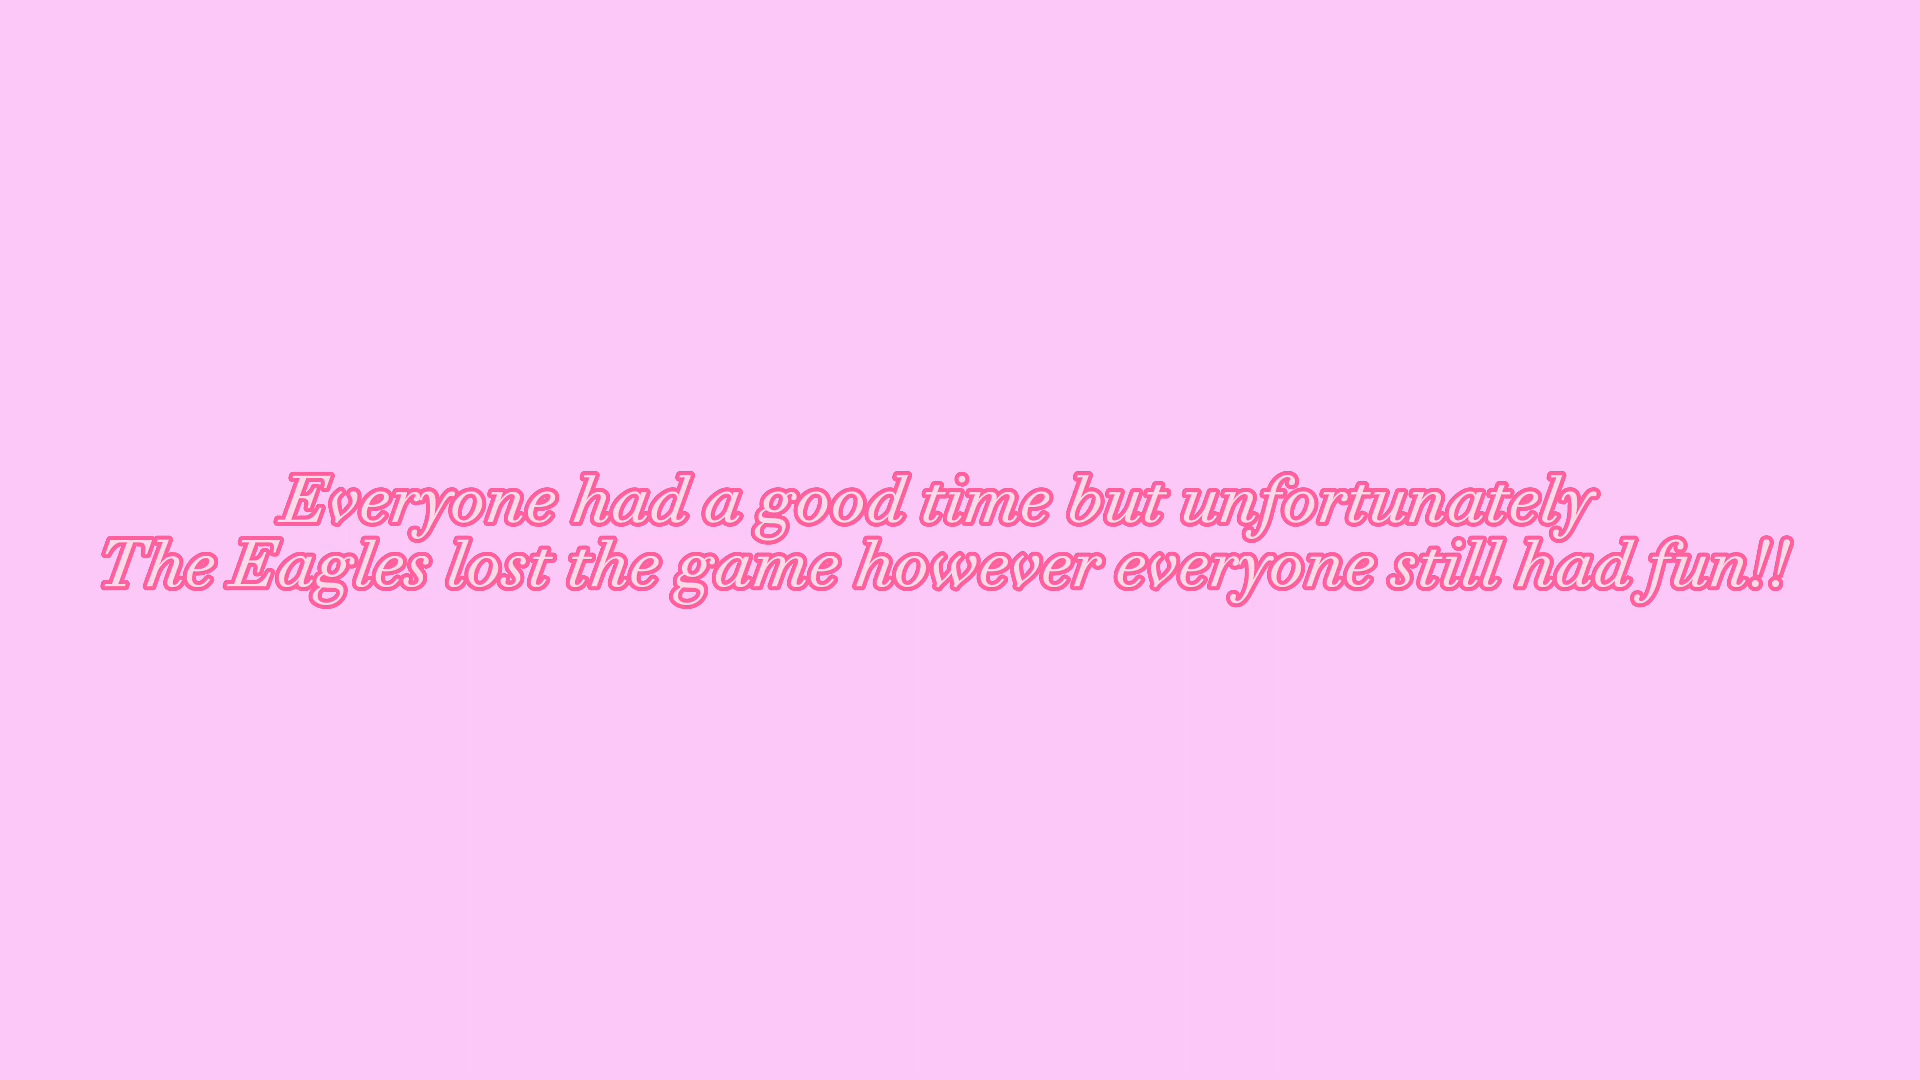 Everyone had a good time but unfortunately
The Eagles lost the game however everyone still had fun!!